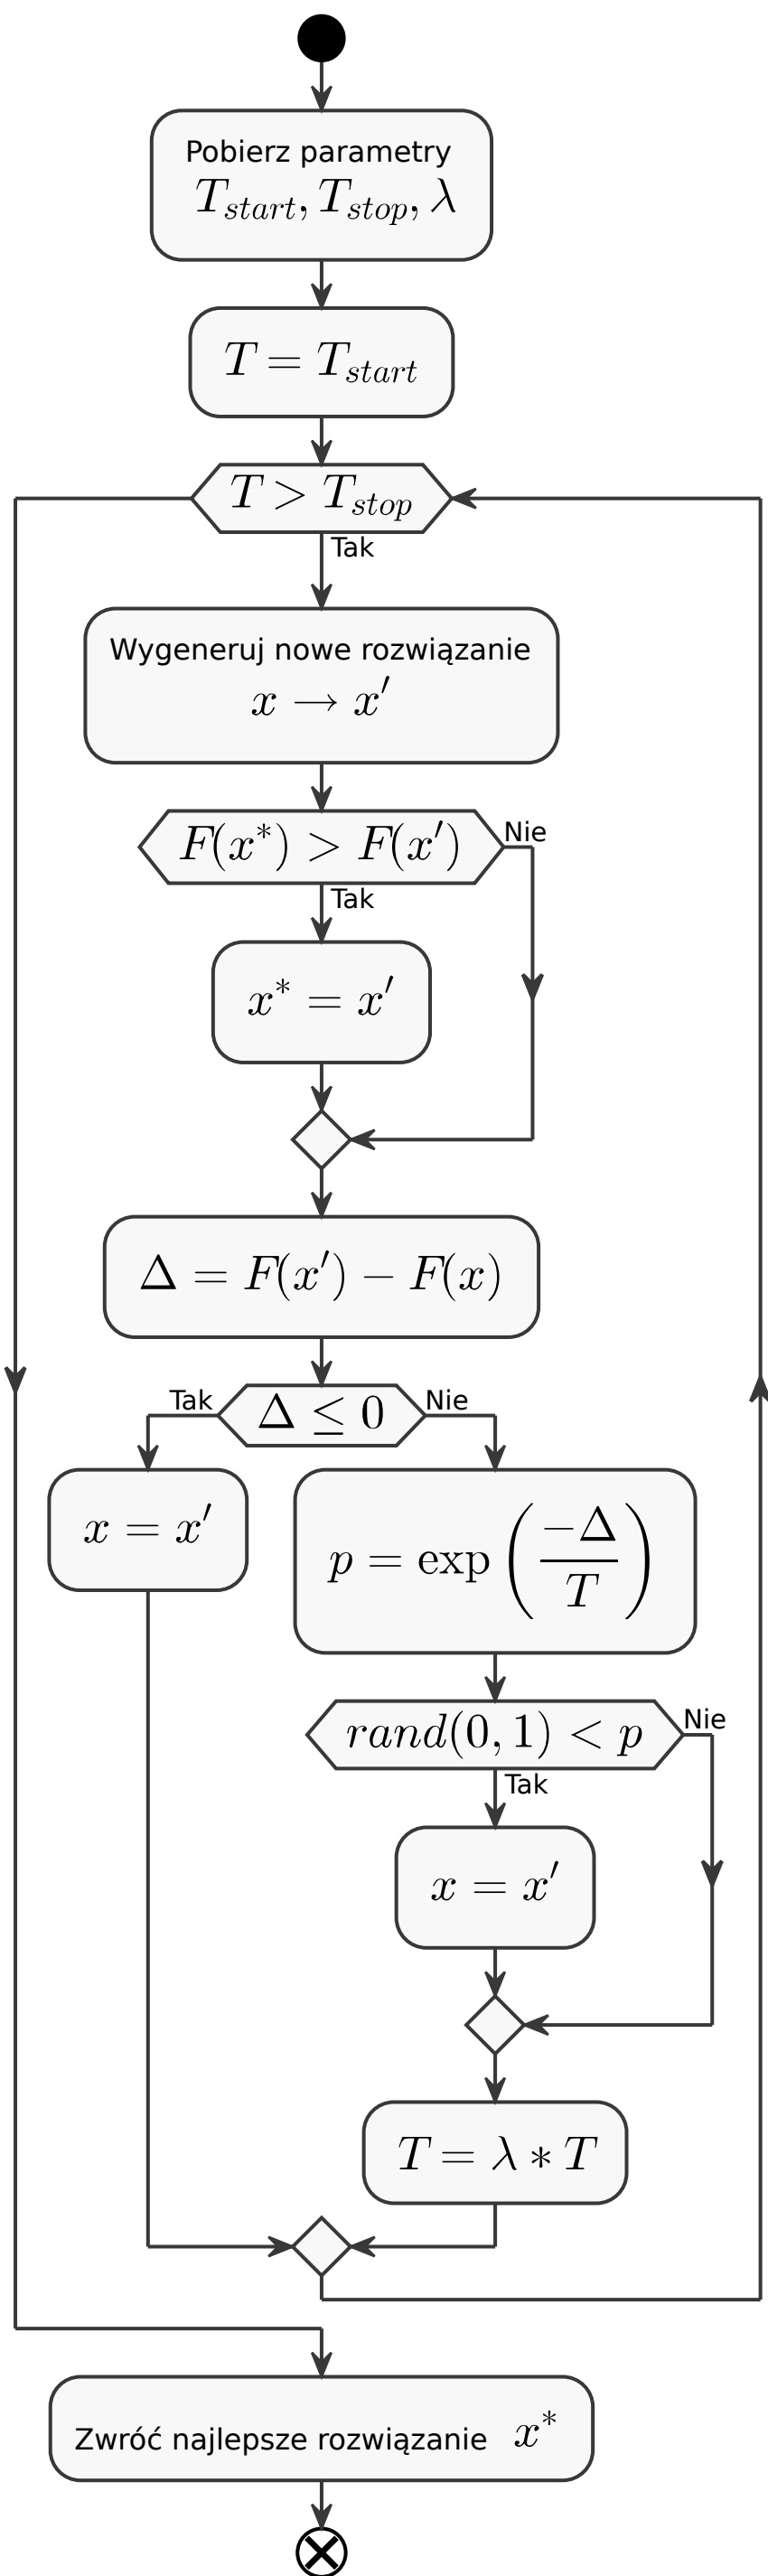 Pobierz parametry
T_start, T_stop, λ
T = T_start
T > T_stop
Tak
Wygeneruj nowe rozwiązanie
x → x′
F(x*) > F(x′)
Nie
Tak
x* = x′
Δ = F(x′) − F(x)
Tak
Δ ≤ 0
Nie
x = x′
p = exp(−Δ/T)
rand(0, 1) < p
Nie
Tak
x = x′
T = λ * T
Zwróć najlepsze rozwiązanie x*